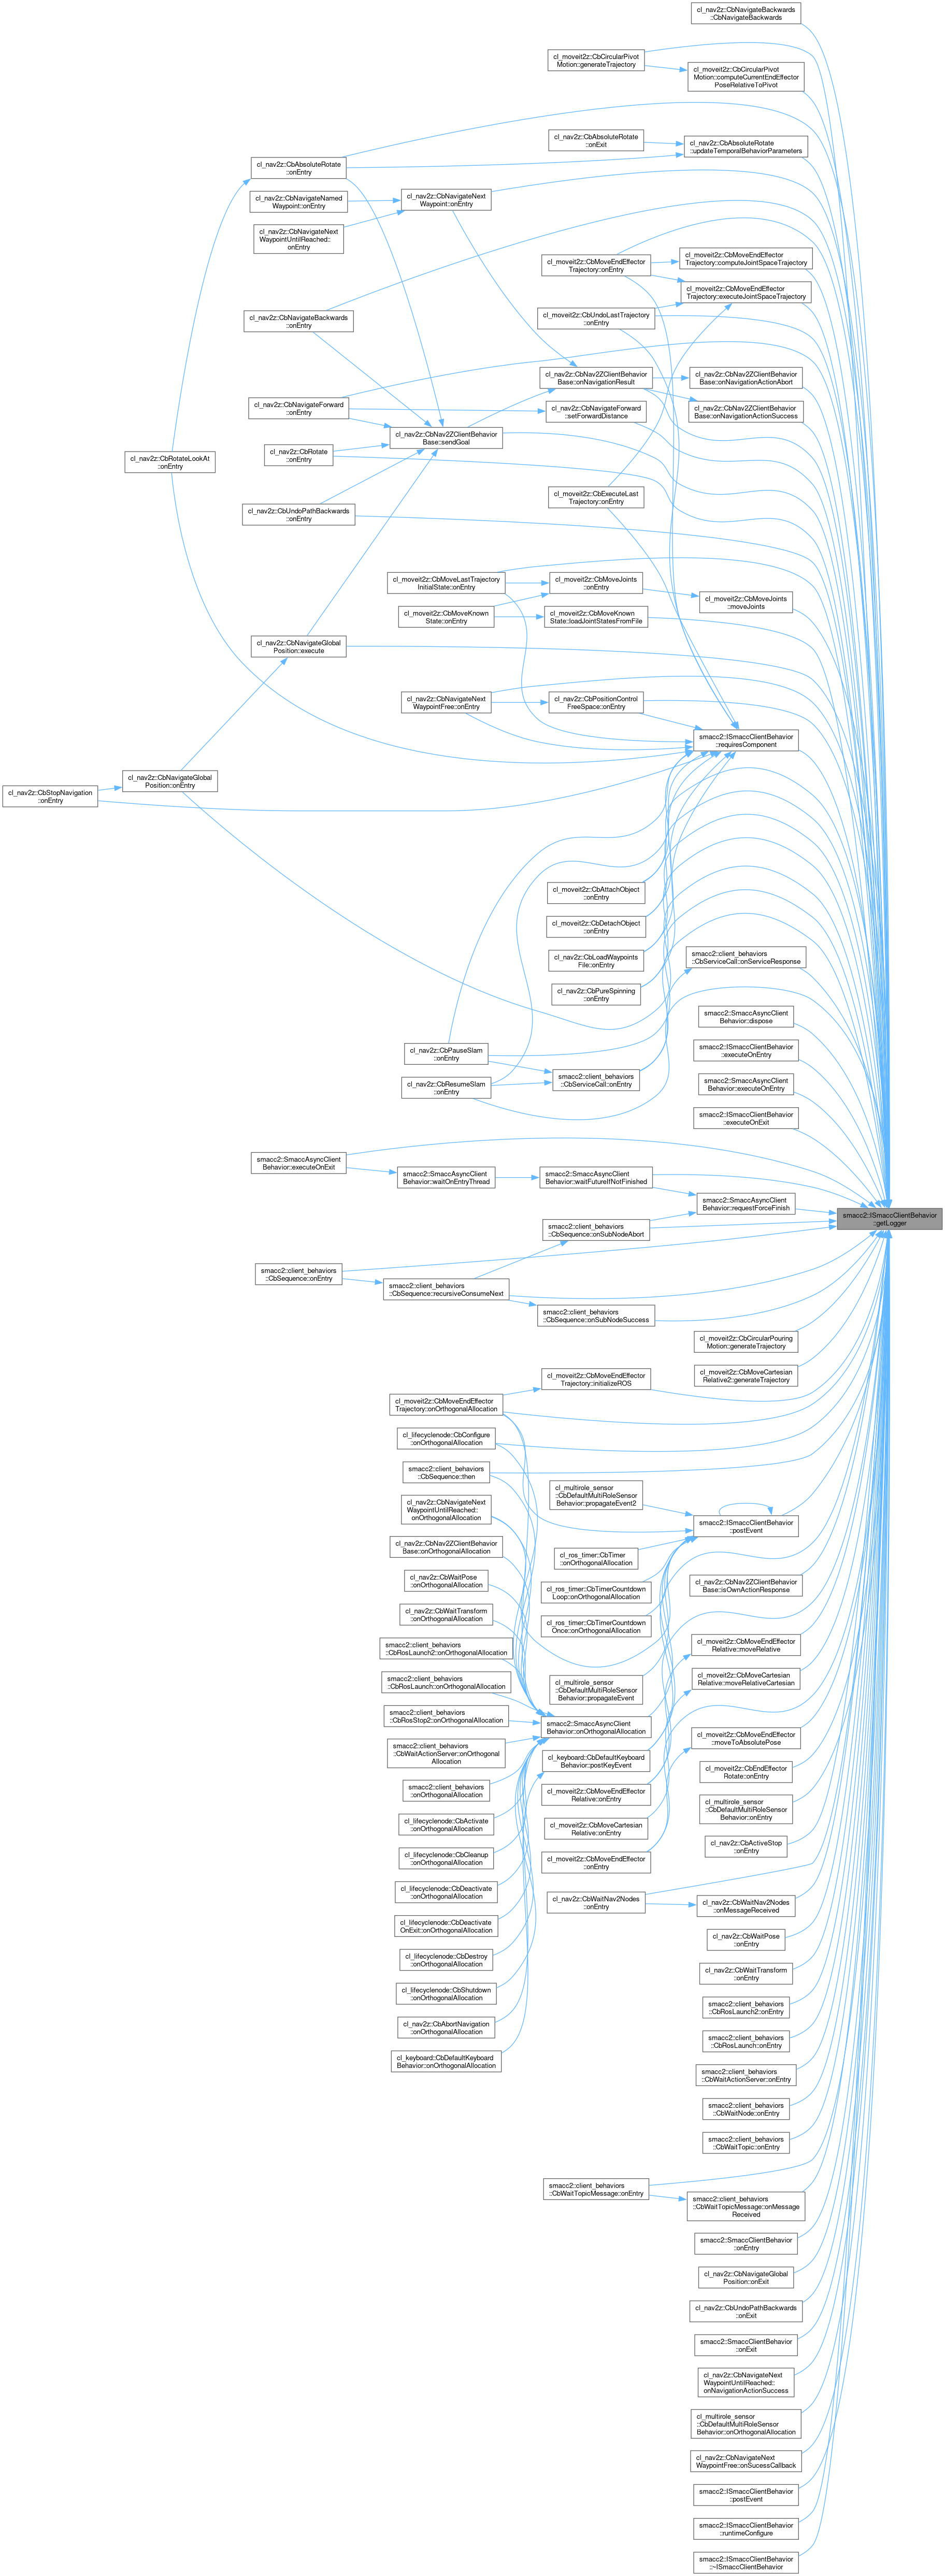 cl_nav2z::CbNavigateBackwards
::CbNavigateBackwards
cl_moveit2z::CbCircularPivot
Motion::generateTrajectory
cl_moveit2z::CbCircularPivot
Motion::computeCurrentEndEffector
PoseRelativeToPivot
cl_nav2z::CbAbsoluteRotate
::onExit
cl_nav2z::CbAbsoluteRotate
::updateTemporalBehaviorParameters
cl_nav2z::CbAbsoluteRotate
::onEntry
cl_nav2z::CbNavigateNamed
Waypoint::onEntry
cl_nav2z::CbNavigateNext
Waypoint::onEntry
cl_nav2z::CbNavigateNext
WaypointUntilReached::
onEntry
cl_moveit2z::CbMoveEndEffector
Trajectory::onEntry
cl_moveit2z::CbMoveEndEffector
Trajectory::computeJointSpaceTrajectory
cl_moveit2z::CbMoveEndEffector
Trajectory::executeJointSpaceTrajectory
cl_nav2z::CbNavigateBackwards
::onEntry
cl_moveit2z::CbUndoLastTrajectory
::onEntry
cl_nav2z::CbNav2ZClientBehavior
Base::onNavigationResult
cl_nav2z::CbNav2ZClientBehavior
Base::onNavigationActionAbort
cl_nav2z::CbNavigateForward
::onEntry
cl_nav2z::CbNavigateForward
::setForwardDistance
cl_nav2z::CbNav2ZClientBehavior
Base::onNavigationActionSuccess
cl_nav2z::CbNav2ZClientBehavior
Base::sendGoal
cl_nav2z::CbRotateLookAt
::onEntry
cl_nav2z::CbRotate
::onEntry
cl_moveit2z::CbExecuteLast
Trajectory::onEntry
cl_nav2z::CbUndoPathBackwards
::onEntry
cl_moveit2z::CbMoveLastTrajectory
InitialState::onEntry
cl_moveit2z::CbMoveJoints
::onEntry
cl_moveit2z::CbMoveJoints
::moveJoints
cl_moveit2z::CbMoveKnown
State::onEntry
cl_moveit2z::CbMoveKnown
State::loadJointStatesFromFile
cl_nav2z::CbNavigateGlobal
Position::execute
cl_nav2z::CbNavigateNext
WaypointFree::onEntry
cl_nav2z::CbPositionControl
FreeSpace::onEntry
smacc2::ISmaccClientBehavior
::requiresComponent
cl_nav2z::CbStopNavigation
::onEntry
cl_nav2z::CbNavigateGlobal
Position::onEntry
cl_moveit2z::CbAttachObject
::onEntry
cl_moveit2z::CbDetachObject
::onEntry
cl_nav2z::CbLoadWaypoints
File::onEntry
smacc2::client_behaviors
::CbServiceCall::onServiceResponse
cl_nav2z::CbPureSpinning
::onEntry
smacc2::SmaccAsyncClient
Behavior::dispose
cl_nav2z::CbPauseSlam
::onEntry
smacc2::ISmaccClientBehavior
::executeOnEntry
cl_nav2z::CbResumeSlam
::onEntry
smacc2::client_behaviors
::CbServiceCall::onEntry
smacc2::SmaccAsyncClient
Behavior::executeOnEntry
smacc2::ISmaccClientBehavior
::executeOnExit
smacc2::SmaccAsyncClient
Behavior::executeOnExit
smacc2::SmaccAsyncClient
Behavior::waitOnEntryThread
smacc2::SmaccAsyncClient
Behavior::waitFutureIfNotFinished
smacc2::SmaccAsyncClient
Behavior::requestForceFinish
smacc2::ISmaccClientBehavior
::getLogger
smacc2::client_behaviors
::CbSequence::onSubNodeAbort
smacc2::client_behaviors
::CbSequence::onEntry
smacc2::client_behaviors
::CbSequence::recursiveConsumeNext
smacc2::client_behaviors
::CbSequence::onSubNodeSuccess
cl_moveit2z::CbCircularPouring
Motion::generateTrajectory
cl_moveit2z::CbMoveCartesian
Relative2::generateTrajectory
cl_moveit2z::CbMoveEndEffector
Trajectory::initializeROS
cl_moveit2z::CbMoveEndEffector
Trajectory::onOrthogonalAllocation
cl_lifecyclenode::CbConfigure
::onOrthogonalAllocation
smacc2::client_behaviors
::CbSequence::then
cl_multirole_sensor
::CbDefaultMultiRoleSensor
Behavior::propagateEvent2
cl_nav2z::CbNavigateNext
WaypointUntilReached::
onOrthogonalAllocation
smacc2::ISmaccClientBehavior
::postEvent
cl_nav2z::CbNav2ZClientBehavior
Base::onOrthogonalAllocation
cl_ros_timer::CbTimer
::onOrthogonalAllocation
cl_nav2z::CbWaitPose
::onOrthogonalAllocation
cl_ros_timer::CbTimerCountdown
Loop::onOrthogonalAllocation
cl_nav2z::CbNav2ZClientBehavior
Base::isOwnActionResponse
cl_nav2z::CbWaitTransform
::onOrthogonalAllocation
cl_ros_timer::CbTimerCountdown
Once::onOrthogonalAllocation
smacc2::client_behaviors
::CbRosLaunch2::onOrthogonalAllocation
cl_moveit2z::CbMoveEndEffector
Relative::moveRelative
smacc2::client_behaviors
::CbRosLaunch::onOrthogonalAllocation
cl_multirole_sensor
::CbDefaultMultiRoleSensor
Behavior::propagateEvent
cl_moveit2z::CbMoveCartesian
Relative::moveRelativeCartesian
smacc2::client_behaviors
::CbRosStop2::onOrthogonalAllocation
smacc2::SmaccAsyncClient
Behavior::onOrthogonalAllocation
cl_moveit2z::CbMoveEndEffector
::moveToAbsolutePose
smacc2::client_behaviors
::CbWaitActionServer::onOrthogonal
Allocation
cl_keyboard::CbDefaultKeyboard
Behavior::postKeyEvent
cl_moveit2z::CbEndEffector
Rotate::onEntry
smacc2::client_behaviors
::onOrthogonalAllocation
cl_moveit2z::CbMoveEndEffector
Relative::onEntry
cl_multirole_sensor
::CbDefaultMultiRoleSensor
Behavior::onEntry
cl_lifecyclenode::CbActivate
::onOrthogonalAllocation
cl_moveit2z::CbMoveCartesian
Relative::onEntry
cl_nav2z::CbActiveStop
::onEntry
cl_lifecyclenode::CbCleanup
::onOrthogonalAllocation
cl_moveit2z::CbMoveEndEffector
::onEntry
cl_lifecyclenode::CbDeactivate
::onOrthogonalAllocation
cl_nav2z::CbWaitNav2Nodes
::onEntry
cl_nav2z::CbWaitNav2Nodes
::onMessageReceived
cl_lifecyclenode::CbDeactivate
OnExit::onOrthogonalAllocation
cl_nav2z::CbWaitPose
::onEntry
cl_lifecyclenode::CbDestroy
::onOrthogonalAllocation
cl_nav2z::CbWaitTransform
::onEntry
cl_lifecyclenode::CbShutdown
::onOrthogonalAllocation
smacc2::client_behaviors
::CbRosLaunch2::onEntry
cl_nav2z::CbAbortNavigation
::onOrthogonalAllocation
smacc2::client_behaviors
::CbRosLaunch::onEntry
cl_keyboard::CbDefaultKeyboard
Behavior::onOrthogonalAllocation
smacc2::client_behaviors
::CbWaitActionServer::onEntry
smacc2::client_behaviors
::CbWaitNode::onEntry
smacc2::client_behaviors
::CbWaitTopic::onEntry
smacc2::client_behaviors
::CbWaitTopicMessage::onEntry
smacc2::client_behaviors
::CbWaitTopicMessage::onMessage
Received
smacc2::SmaccClientBehavior
::onEntry
cl_nav2z::CbNavigateGlobal
Position::onExit
cl_nav2z::CbUndoPathBackwards
::onExit
smacc2::SmaccClientBehavior
::onExit
cl_nav2z::CbNavigateNext
WaypointUntilReached::
onNavigationActionSuccess
cl_multirole_sensor
::CbDefaultMultiRoleSensor
Behavior::onOrthogonalAllocation
cl_nav2z::CbNavigateNext
WaypointFree::onSucessCallback
smacc2::ISmaccClientBehavior
::postEvent
smacc2::ISmaccClientBehavior
::runtimeConfigure
smacc2::ISmaccClientBehavior
::~ISmaccClientBehavior